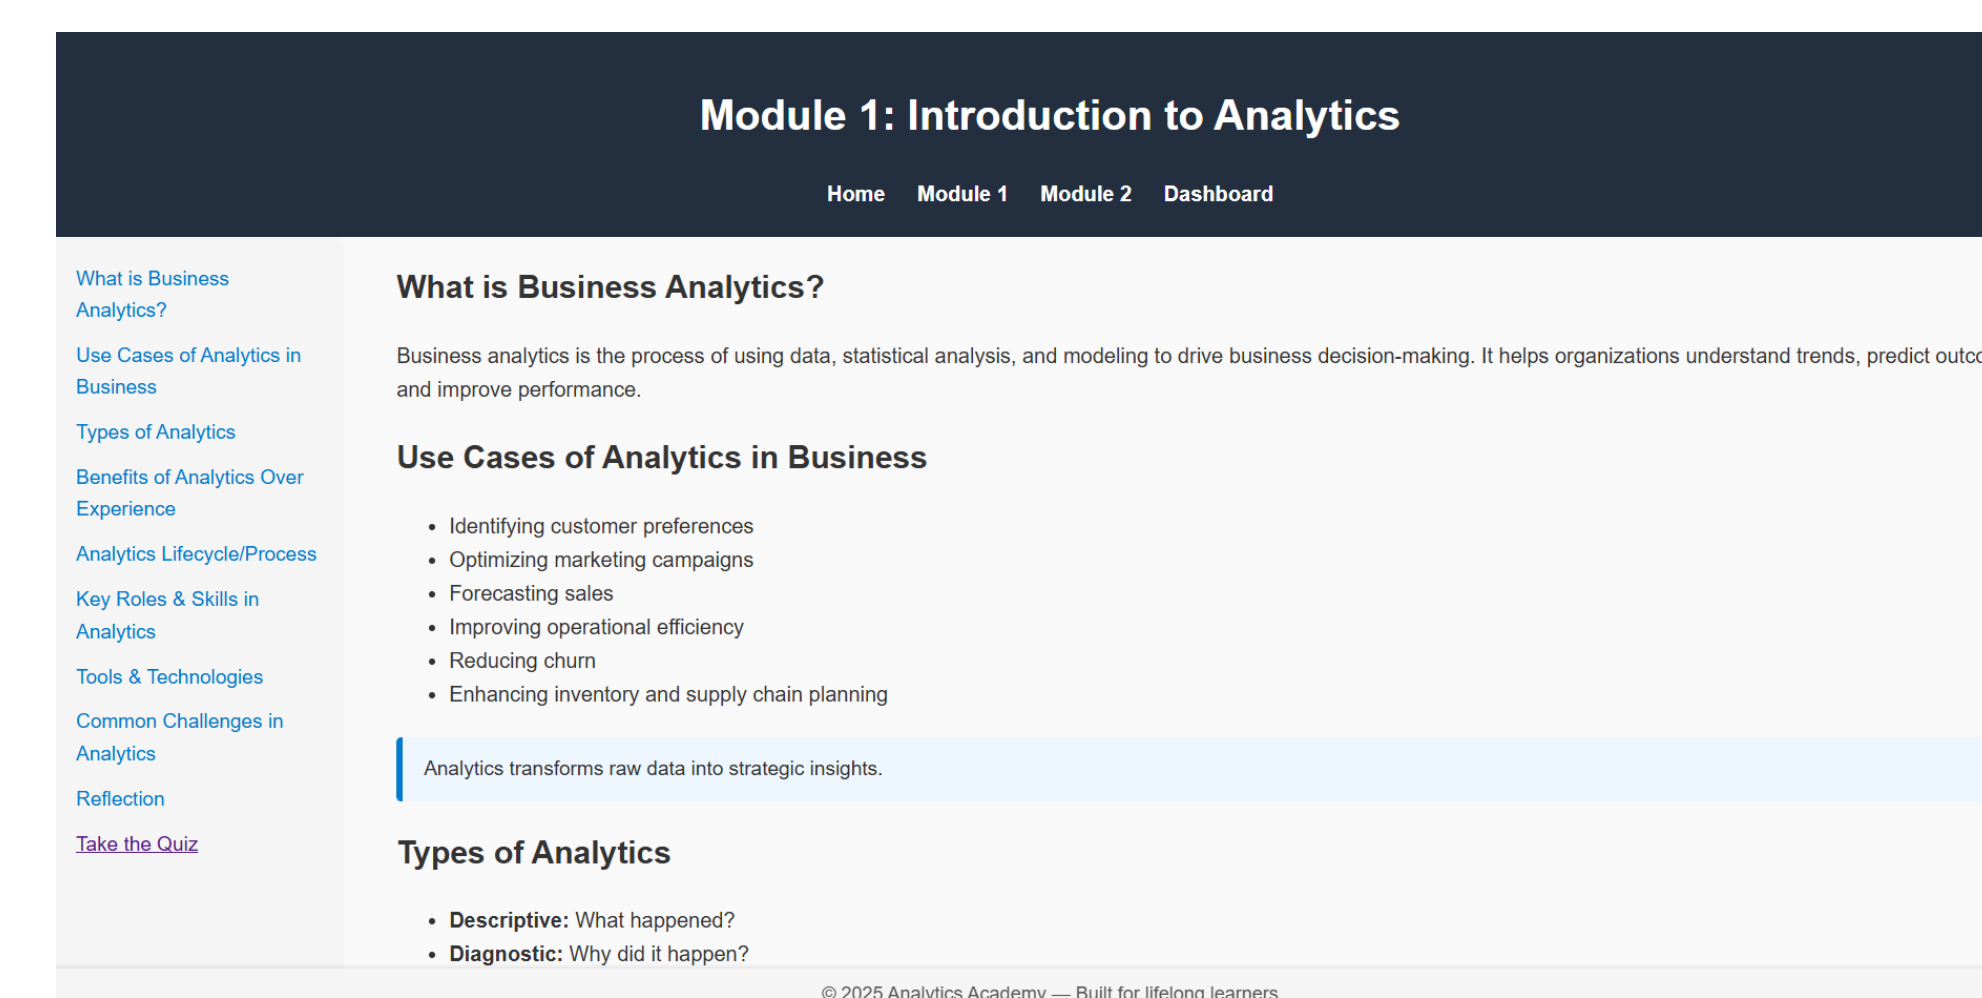 Module 1: Introduction to Analytics
Home Module 1 Module 2 Dashboard
What is Business
Analytics?
Use Cases of Analytics in
Business
Types of Analytics
Benefits of Analytics Over
Experience
Analytics Lifecycle/Process
Key Roles & Skills in
Analytics
Tools & Technologies
Common Challenges in
Analytics
Reflection
Take the Quiz
What is Business Analytics?
Business analytics is the process of using data, statistical analysis, and modeling to drive business decision-making. It helps organizations understand trends, predict
and improve performance.
Use Cases of Analytics in Business
• Identifying customer preferences
• Optimizing marketing campaigns
• Forecasting sales
• Improving operational efficiency
• Reducing churn
• Enhancing inventory and supply chain planning
Analytics transforms raw data into strategic insights.
Types of Analytics
• Descriptive: What happened?
• Diagnostic: Why did it happen?
© 2025 Analytics Academy — Built for lifelong learners